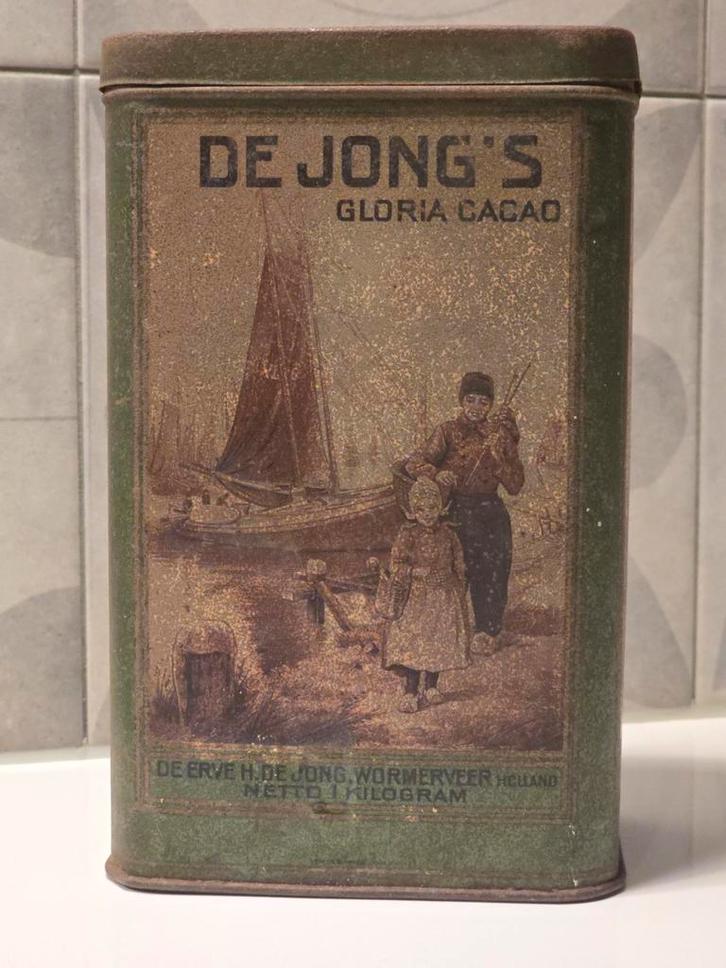 DE JONG'S
GLORIA CACAO
DE ERVE H. DE JONG, WORMERVEER HOLLAND
NETTO 1 KILOGRAM